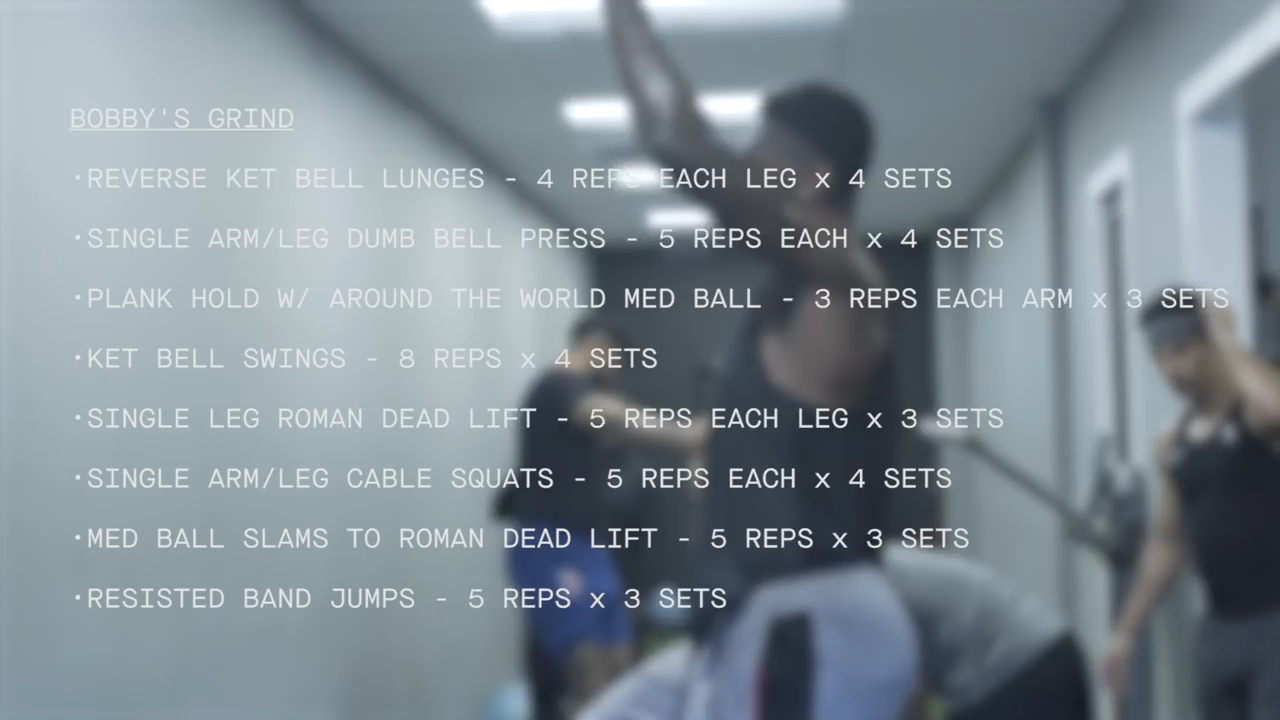 BOBBY'S GRIND
·REVERSE KET BELL LUNGES - 4 REPS EACH LEG x 4 SETS
·SINGLE ARM/LEG DUMB BELL PRESS - 5 REPS EACH x 4 SETS
·PLANK HOLD W/ AROUND THE WORLD MED BALL - 3 REPS EACH ARM x 3 SETS
·KET BELL SWINGS - 8 REPS x 4 SETS
·SINGLE LEG ROMAN DEAD LIFT - 5 REPS EACH LEG x 3 SETS
·SINGLE ARM/LEG CABLE SQUATS - 5 REPS EACH x 4 SETS
·MED BALL SLAMS TO ROMAN DEAD LIFT - 5 REPS x 3 SETS
·RESISTED BAND JUMPS - 5 REPS x 3 SETS